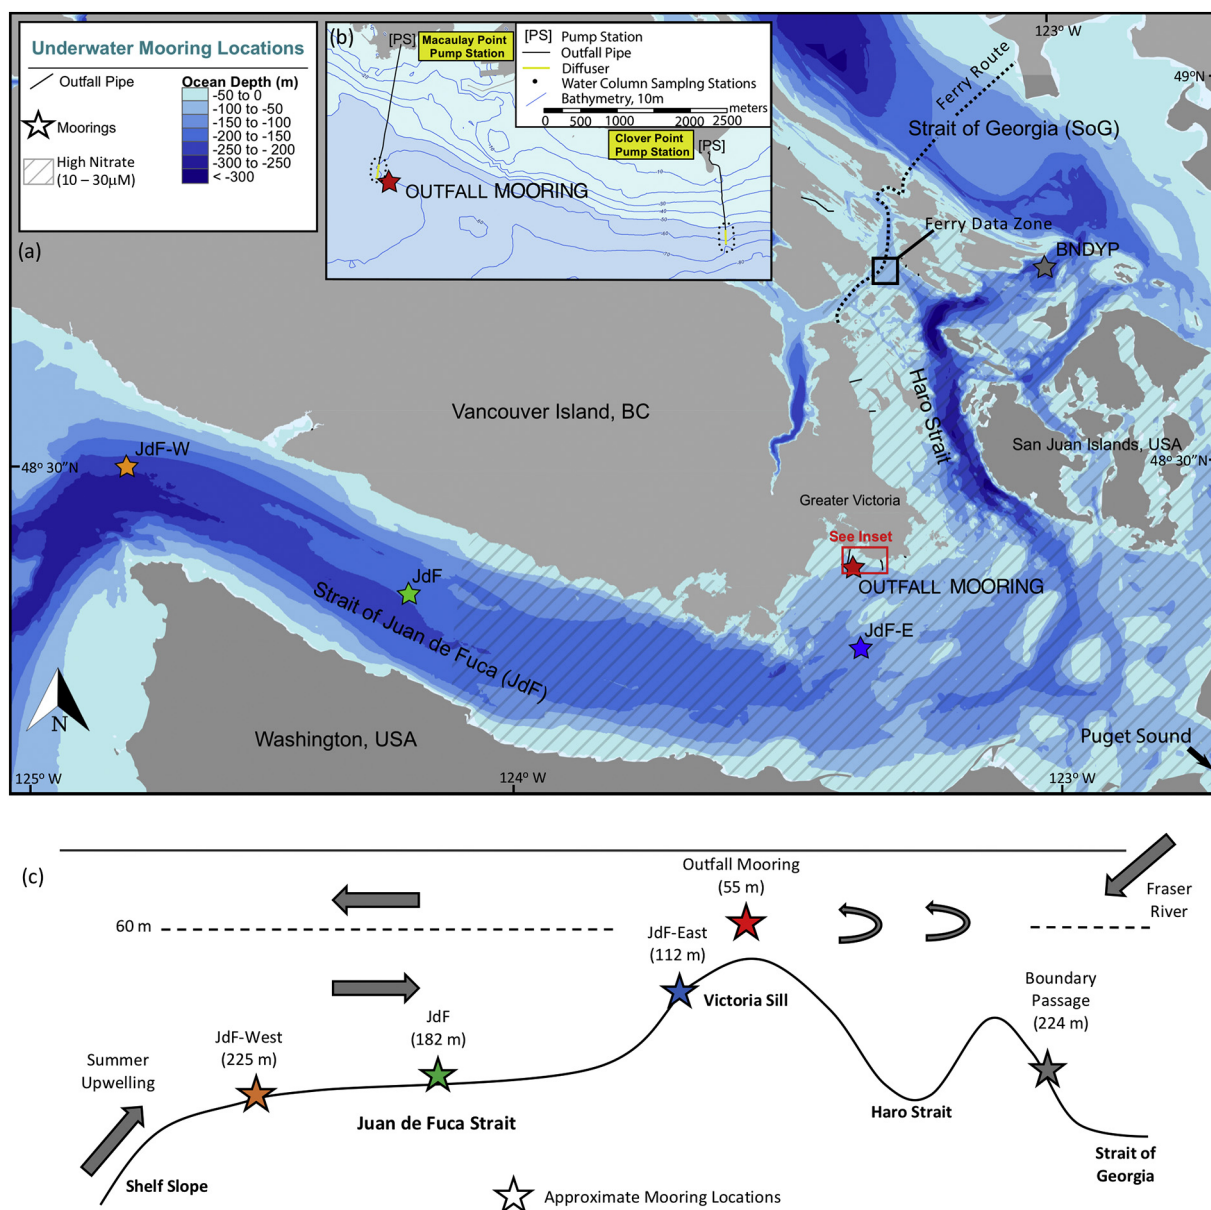 Underwater Mooring Locations
Outfall Pipe
Moorings
High Nitrate
(10 – 30µM)
Ocean Depth (m)
-50 to 0
-100 to -50
-150 to -100
-200 to -150
-250 to - 200
-300 to -250
< -300
(a)
(b)
[PS]
Macaulay Point
Pump Station
[PS] Pump Station
Outfall Pipe
Diffuser
Water Column Samplng Stations
Bathymetry, 10m
meters
0 500 1000 2000 2500
Clover Point
Pump Station
[PS]
OUTFALL MOORING
123° W
49°N
Ferry Route
Strait of Georgia (SoG)
Ferry Data Zone
BNDYP
Haro Strait
Vancouver Island, BC
San Juan Islands, USA
48° 30"N
48° 30"N
JdF-W
Greater Victoria
See Inset
OUTFALL MOORING
JdF
Strait of Juan de Fuca (JdF)
JdF-E
N
Washington, USA
Puget Sound
125° W
124° W
123° W
(c)
Outfall Mooring
(55 m)
Fraser
River
60 m
JdF-East
(112 m)
Victoria Sill
Boundary
Passage
(224 m)
JdF
(182 m)
JdF-West
(225 m)
Summer
Upwelling
Juan de Fuca Strait
Haro Strait
Shelf Slope
Strait of
Georgia
Approximate Mooring Locations